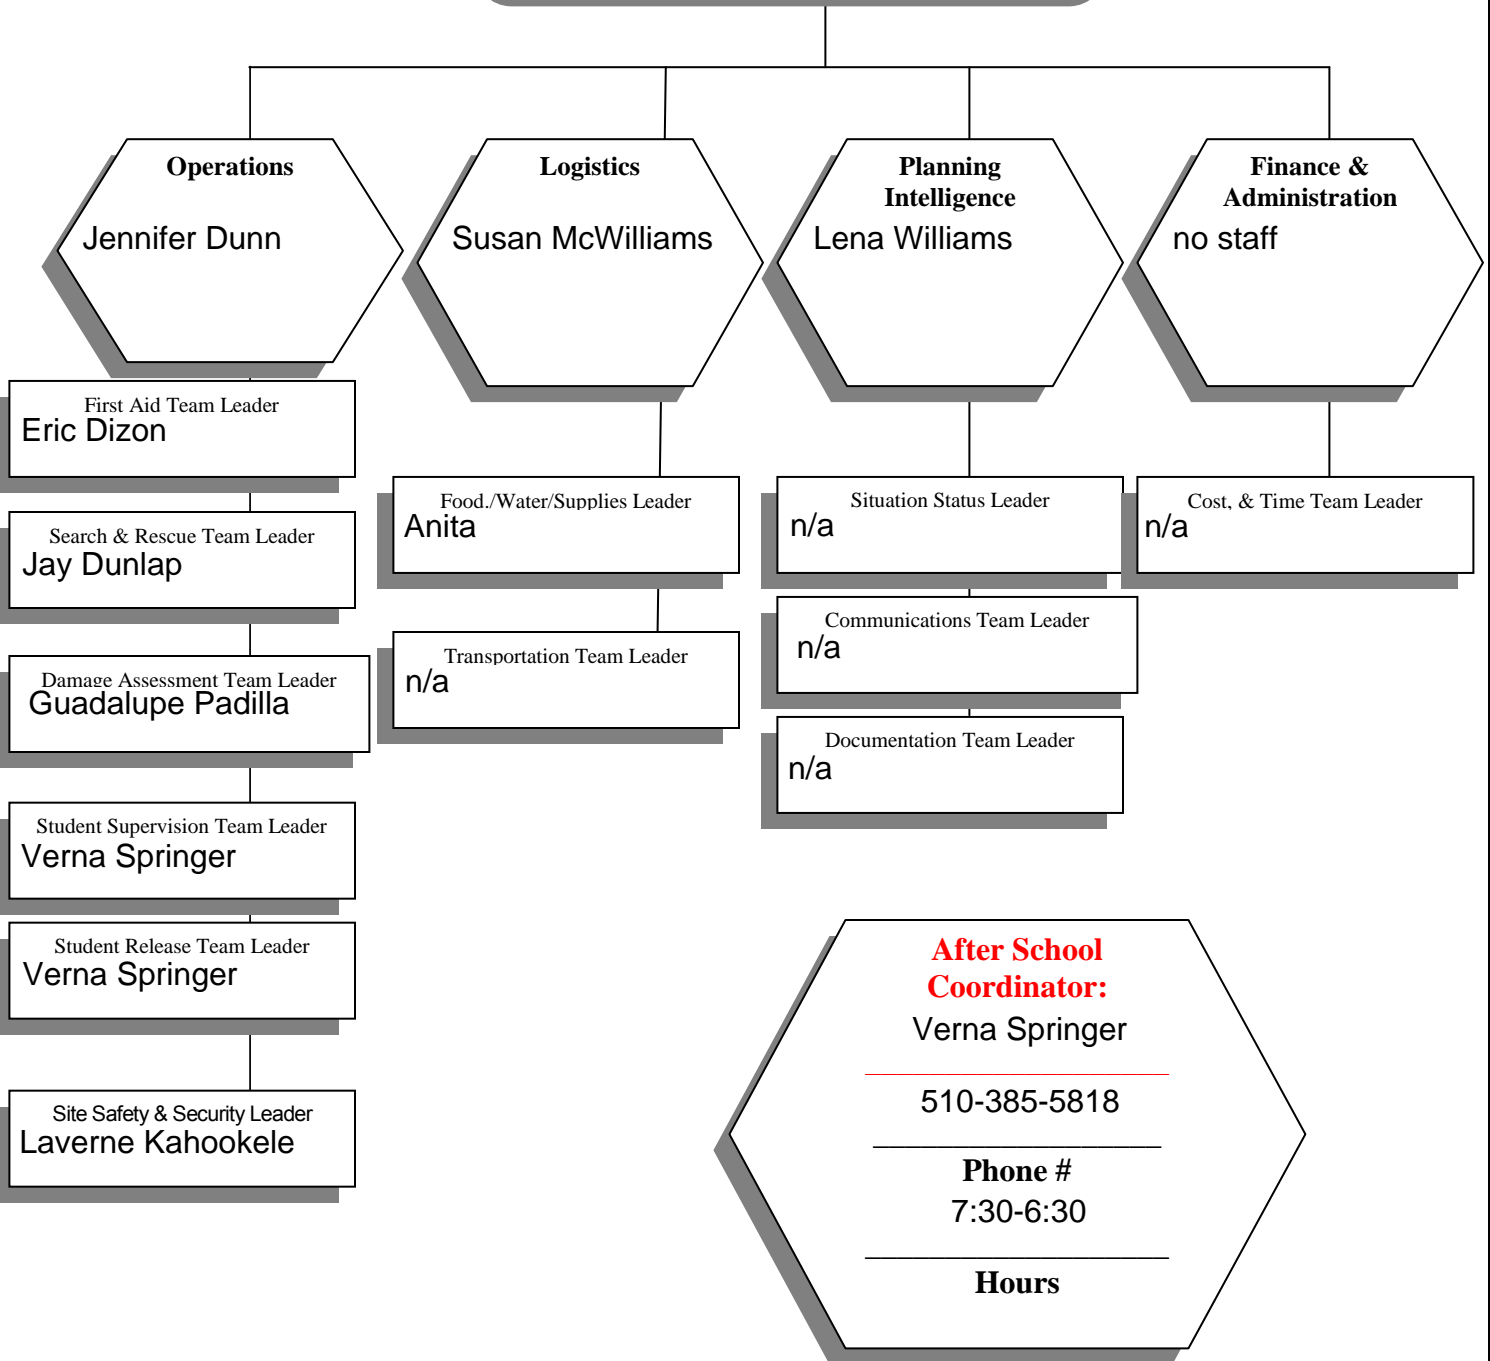 Operations
Jennifer Dunn
Logistics
Susan McWilliams
Planning
Intelligence
Lena Williams
Finance &
Administration
no staff
First Aid Team Leader
Eric Dizon
Search & Rescue Team Leader
Jay Dunlap
Damage Assessment Team Leader
Guadalupe Padilla
Student Supervision Team Leader
Verna Springer
Student Release Team Leader
Verna Springer
Site Safety & Security Leader
Laverne Kahookele
Food./Water/Supplies Leader
Anita
Transportation Team Leader
n/a
Situation Status Leader
n/a
Communications Team Leader
n/a
Documentation Team Leader
n/a
Cost, & Time Team Leader
n/a
After School
Coordinator:
Verna Springer
510-385-5818
Phone #
7:30-6:30
Hours